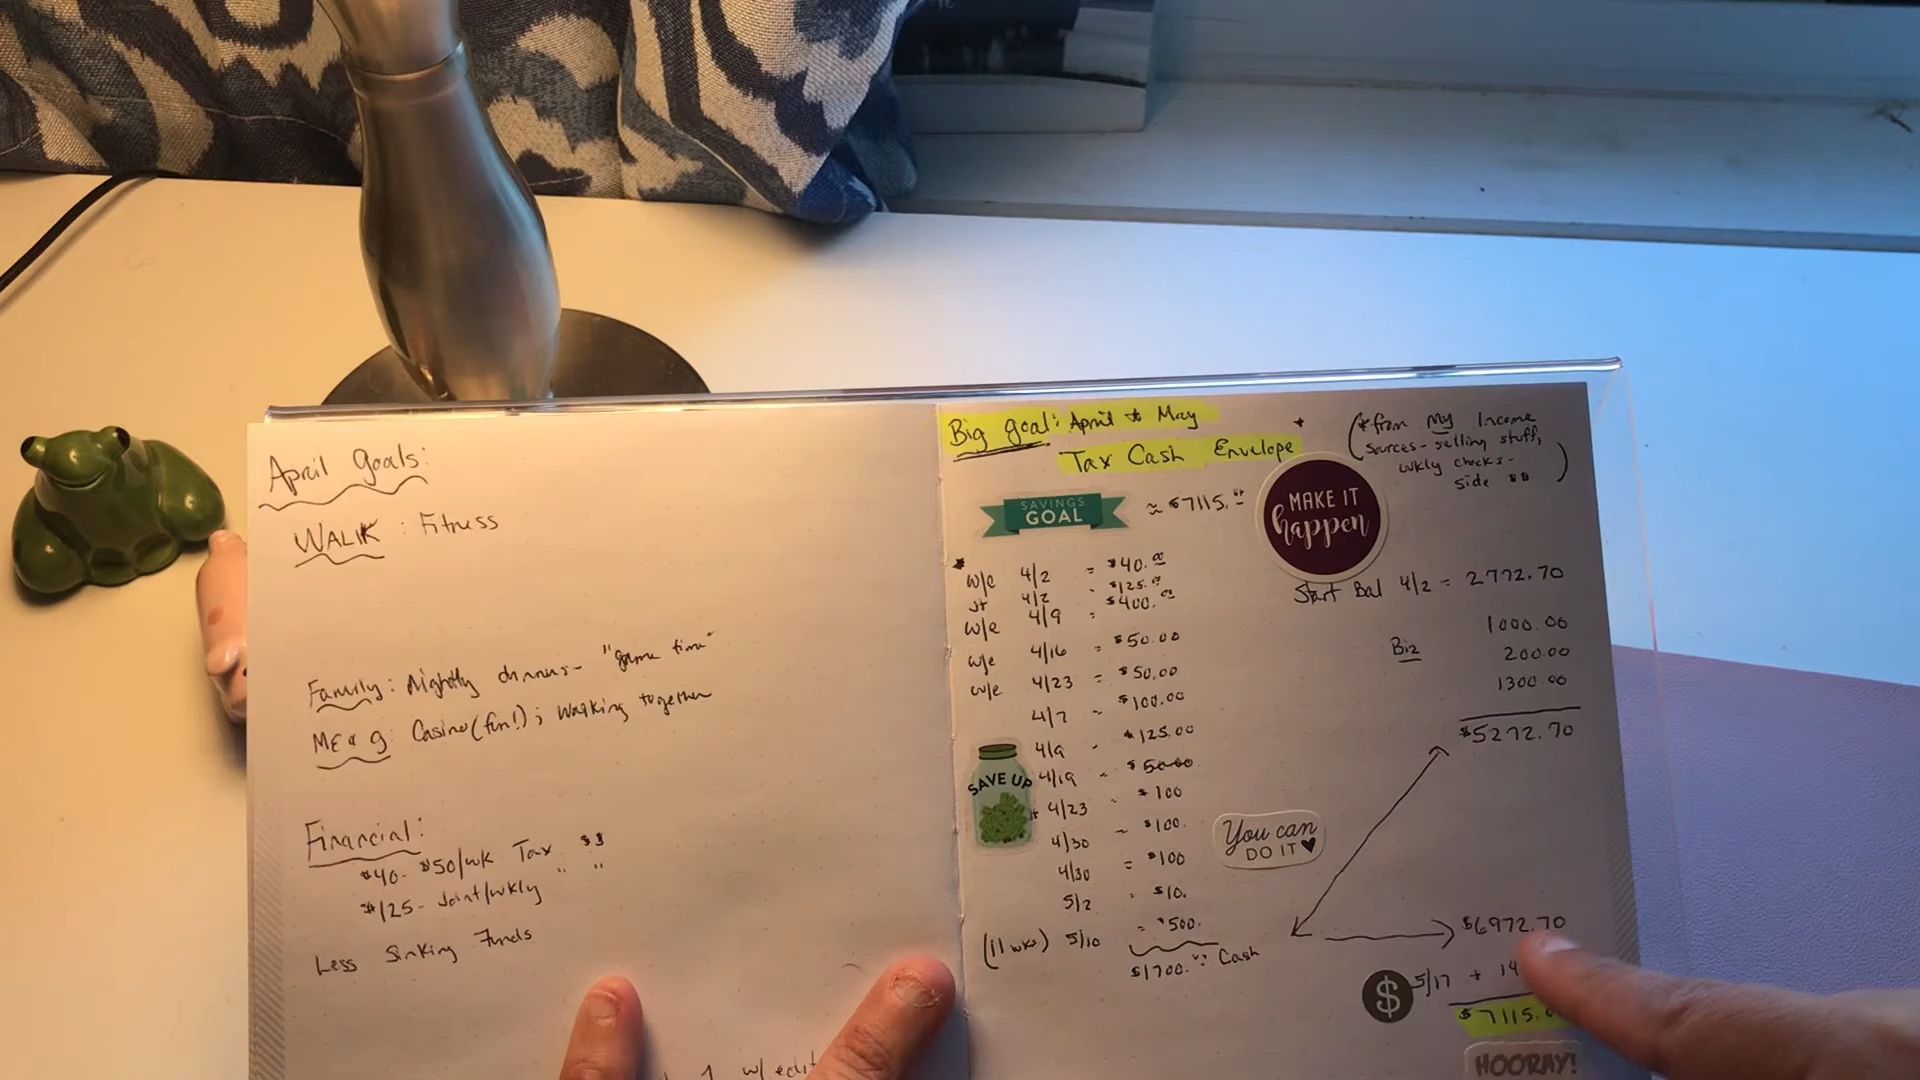 April Goals:
WALK : Fitness
Family: Nightly dinners- "game time"
ME & g: Casino (fun!); Walking together
Financial:
$40- $50/wk Tax $$
$125- Joint/wkly " "
Less Sinking Funds
w/edit
Big Goal: April & May
Tax Cash Envelope
* (*from My Income
Sources- selling stuff,
wkly checks-
side $$)
SAVINGS
GOAL
≈ $7115.00
MAKE IT
happen
* w/e 4/2 = $40.00
Jt 4/2 - $125.00
w/e 4/9 = $400.00
w/e 4/16 = $50.00
w/e 4/23 = $50.00
4/7 - $100.00
4/9 - $125.00
4/19 - $50.00
4/23 - $100
4/30 - $100.
4/30 = $100
5/2 - $10.
(11 wks) 5/10 = $500.
$1700.00 Cash
SAVE UP
You can
DO IT
Start Bal 4/2 = 2772.70
1000.00
Biz 200.00
1300.00
$5272.70
$6972.70
$ 5/17 + 14
$7115.0
HOORAY!